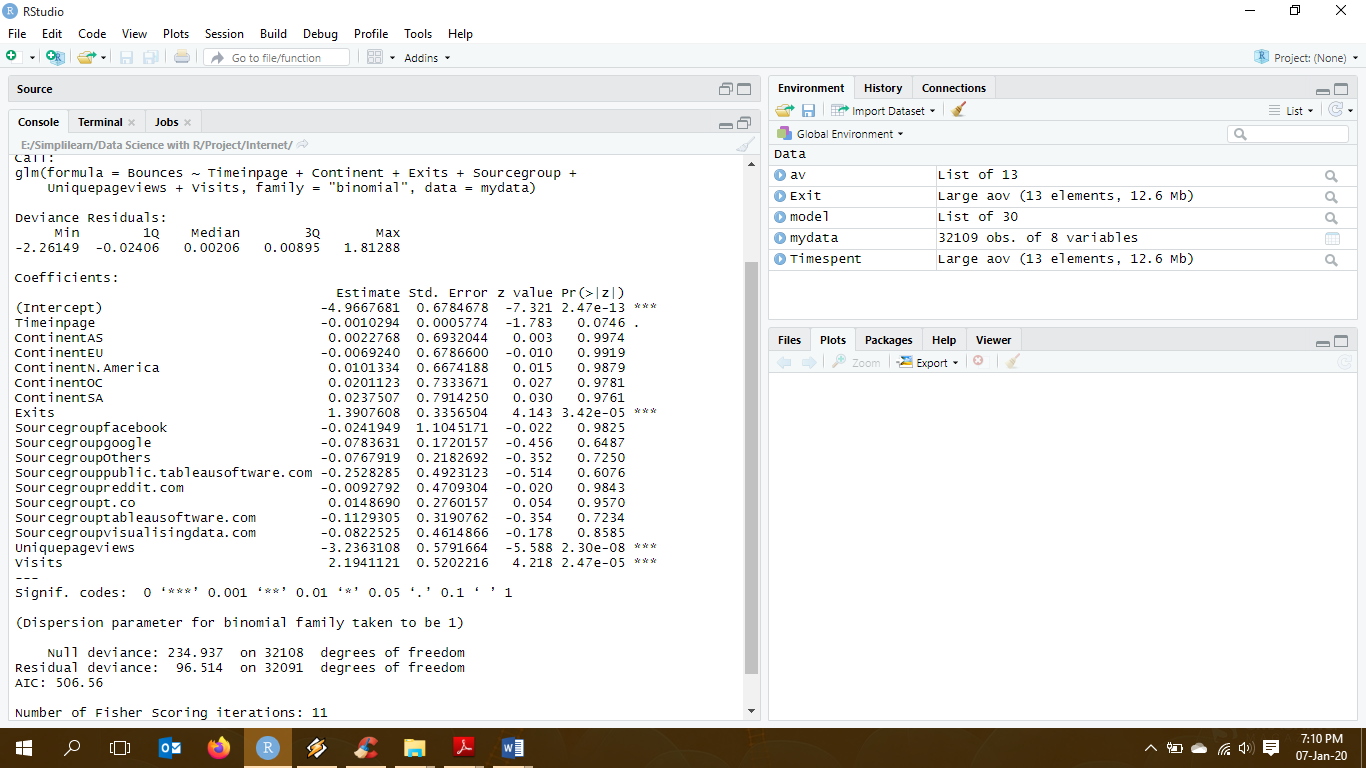 RStudio
File Edit Code View Plots Session Build Debug Profile Tools Help
Go to file/function Addins Project: (None)
Source
Console Terminal Jobs
E:/Simplilearn/Data Science with R/Project/Internet/
Call:
glm(formula = Bounces ~ Timeinpage + Continent + Exits + Sourcegroup +
    Uniquepageviews + Visits, family = "binomial", data = mydata)
Deviance Residuals:
     Min        1Q    Median        3Q       Max
-2.26149  -0.02406   0.00206   0.00895   1.81288
Coefficients:
                                        Estimate Std. Error z value Pr(>|z|)
(Intercept)                           -4.9667681  0.6784678  -7.321 2.47e-13 ***
Timeinpage                            -0.0010294  0.0005774  -1.783   0.0746 .
ContinentAS                            0.0022768  0.6932044   0.003   0.9974
ContinentEU                           -0.0069240  0.6786600  -0.010   0.9919
ContinentN.America                     0.0101334  0.6674188   0.015   0.9879
ContinentOC                            0.0201123  0.7333671   0.027   0.9781
ContinentSA                            0.0237507  0.7914250   0.030   0.9761
Exits                                  1.3907608  0.3356504   4.143 3.42e-05 ***
Sourcegroupfacebook                   -0.0241949  1.1045171  -0.022   0.9825
Sourcegroupgoogle                     -0.0783631  0.1720157  -0.456   0.6487
SourcegroupOthers                     -0.0767919  0.2182692  -0.352   0.7250
Sourcegrouppublic.tableausoftware.com -0.2528285  0.4923123  -0.514   0.6076
Sourcegroupreddit.com                 -0.0092792  0.4709304  -0.020   0.9843
Sourcegroupt.co                        0.0148690  0.2760157   0.054   0.9570
Sourcegrouptableausoftware.com        -0.1129305  0.3190762  -0.354   0.7234
Sourcegroupvisualisingdata.com        -0.0822525  0.4614866  -0.178   0.8585
Uniquepageviews                       -3.2363108  0.5791664  -5.588 2.30e-08 ***
Visits                                 2.1941121  0.5202216   4.218 2.47e-05 ***
---
Signif. codes:  0 ‘***’ 0.001 ‘**’ 0.01 ‘*’ 0.05 ‘.’ 0.1 ‘ ’ 1
(Dispersion parameter for binomial family taken to be 1)
    Null deviance: 234.937  on 32108  degrees of freedom
Residual deviance:  96.514  on 32091  degrees of freedom
AIC: 506.56
Number of Fisher Scoring iterations: 11
Environment History Connections
Import Dataset List
Global Environment
Data
av List of 13
Exit Large aov (13 elements, 12.6 Mb)
model List of 30
mydata 32109 obs. of 8 variables
Timespent Large aov (13 elements, 12.6 Mb)
Files Plots Packages Help Viewer
Zoom Export
7:10 PM
07-Jan-20